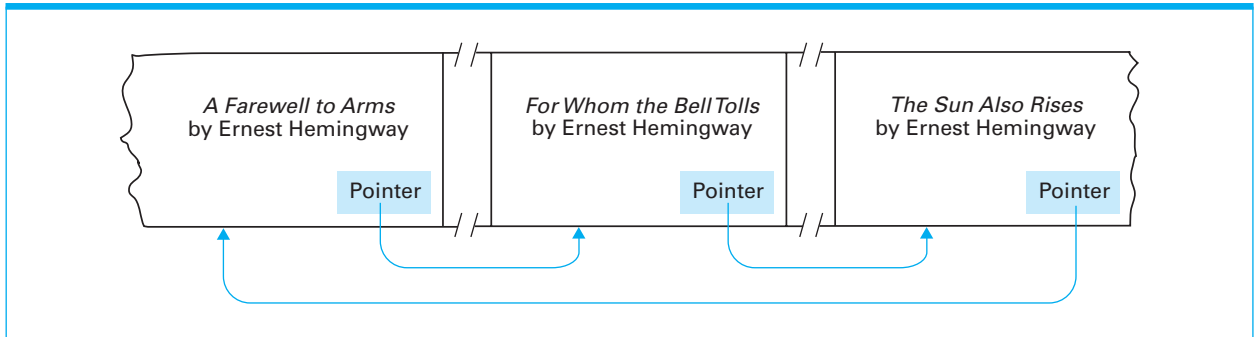 A Farewell to Arms
by Ernest Hemingway
Pointer
For Whom the Bell Tolls
by Ernest Hemingway
Pointer
The Sun Also Rises
by Ernest Hemingway
Pointer